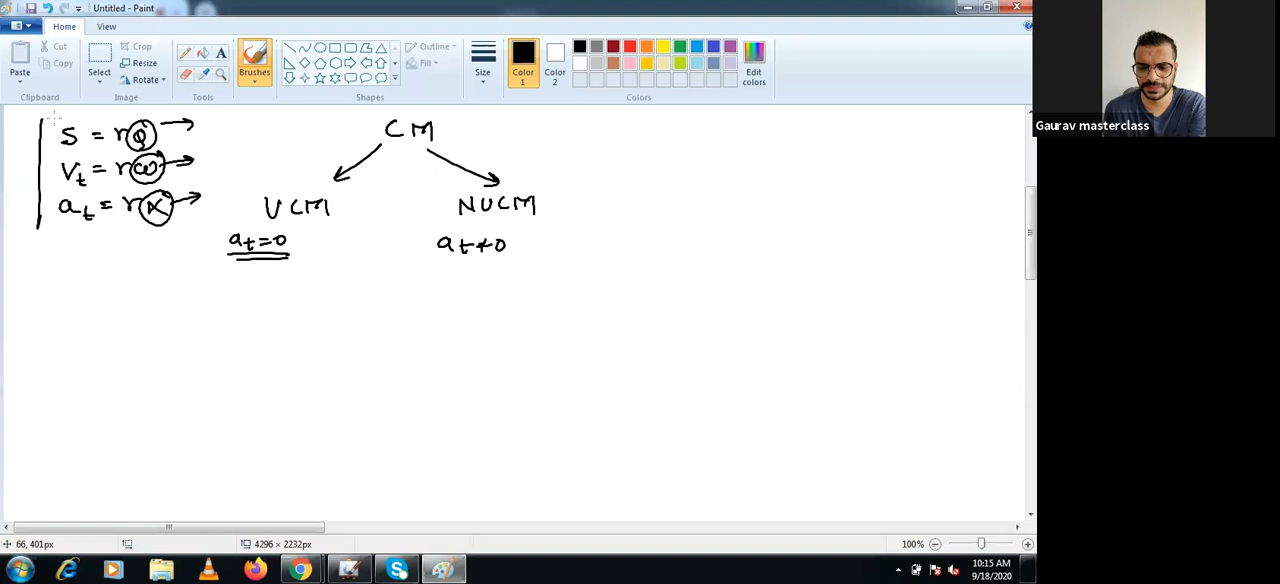 Untitled - Paint
Home View
Paste
Cut
Copy
Clipboard
Select
Crop
Resize
Rotate
Image
Tools
Brushes
Shapes
Outline
Fill
Size
Color 1
Color 2
Edit colors
Colors
S = rθ
Vt = rω
at = rα
CM
UCM
NUCM
at=0
at≠0
Gaurav masterclass
66, 401px
4296 × 2232px
100%
10:15 AM
9/18/2020